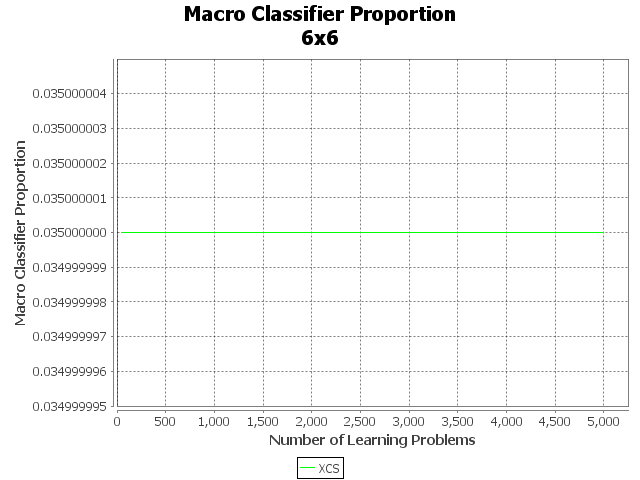 Macro Classifier Proportion
6x6
Macro Classifier Proportion
0.035000004
0.035000003
0.035000002
0.035000001
0.035000000
0.034999999
0.034999998
0.034999997
0.034999996
0.034999995
0 500 1,000 1,500 2,000 2,500 3,000 3,500 4,000 4,500 5,000
Number of Learning Problems
XCS